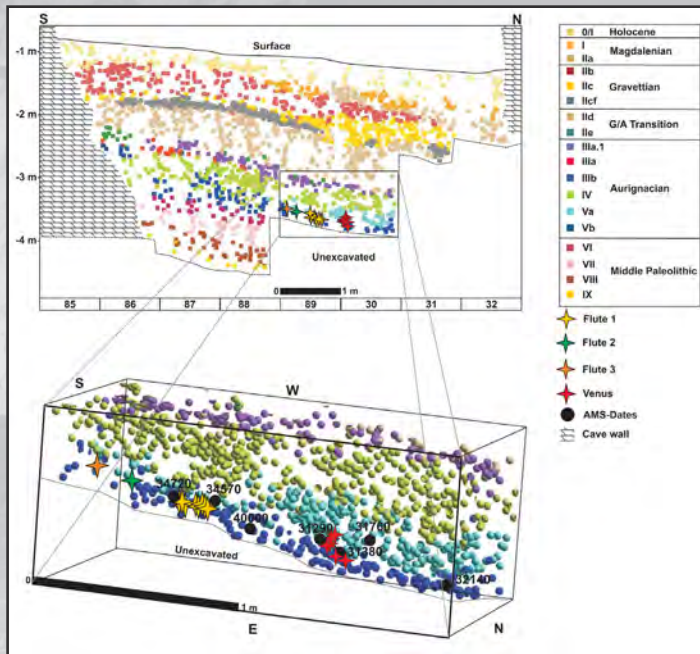 S
N
Surface
-1 m
-2 m
-3 m
-4 m
Unexcavated
0 1 m
85 86 87 88 89 30 31 32
0/I Holocene
I
IIa
Magdalenian
IIb
IIc
IIcf
Gravettian
IId
IIe
G/A Transition
IIIa.1
IIia
IIIb
IV
Va
Vb
Aurignacian
VI
VII
VIII
IX
Middle Paleolithic
Flute 1
Flute 2
Flute 3
Venus
AMS-Dates
Cave wall
S
W
34720
34570
40000
31290
31760
31380
32140
Unexcavated
0
1 m
E
N